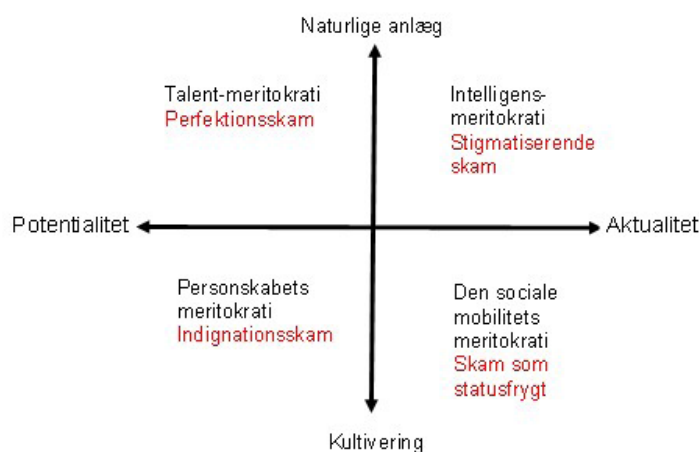 Naturlige anlæg
Talent-meritokrati
Perfektionsskam
Intelligens-
meritokrati
Stigmatiserende
skam
Potentialitet
Aktualitet
Personskabets
meritokrati
Indignationsskam
Den sociale
mobilitets
meritokrati
Skam som
statusfrygt
Kultivering